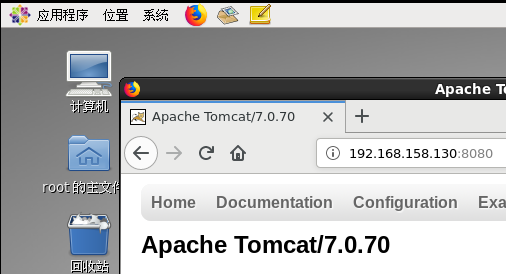 应用程序 位置 系统
计算机
Apache To
Apache Tomcat/7.0.70
192.168.158.130:8080
root 的主文件
Home Documentation Configuration Exa
Apache Tomcat/7.0.70
回收站